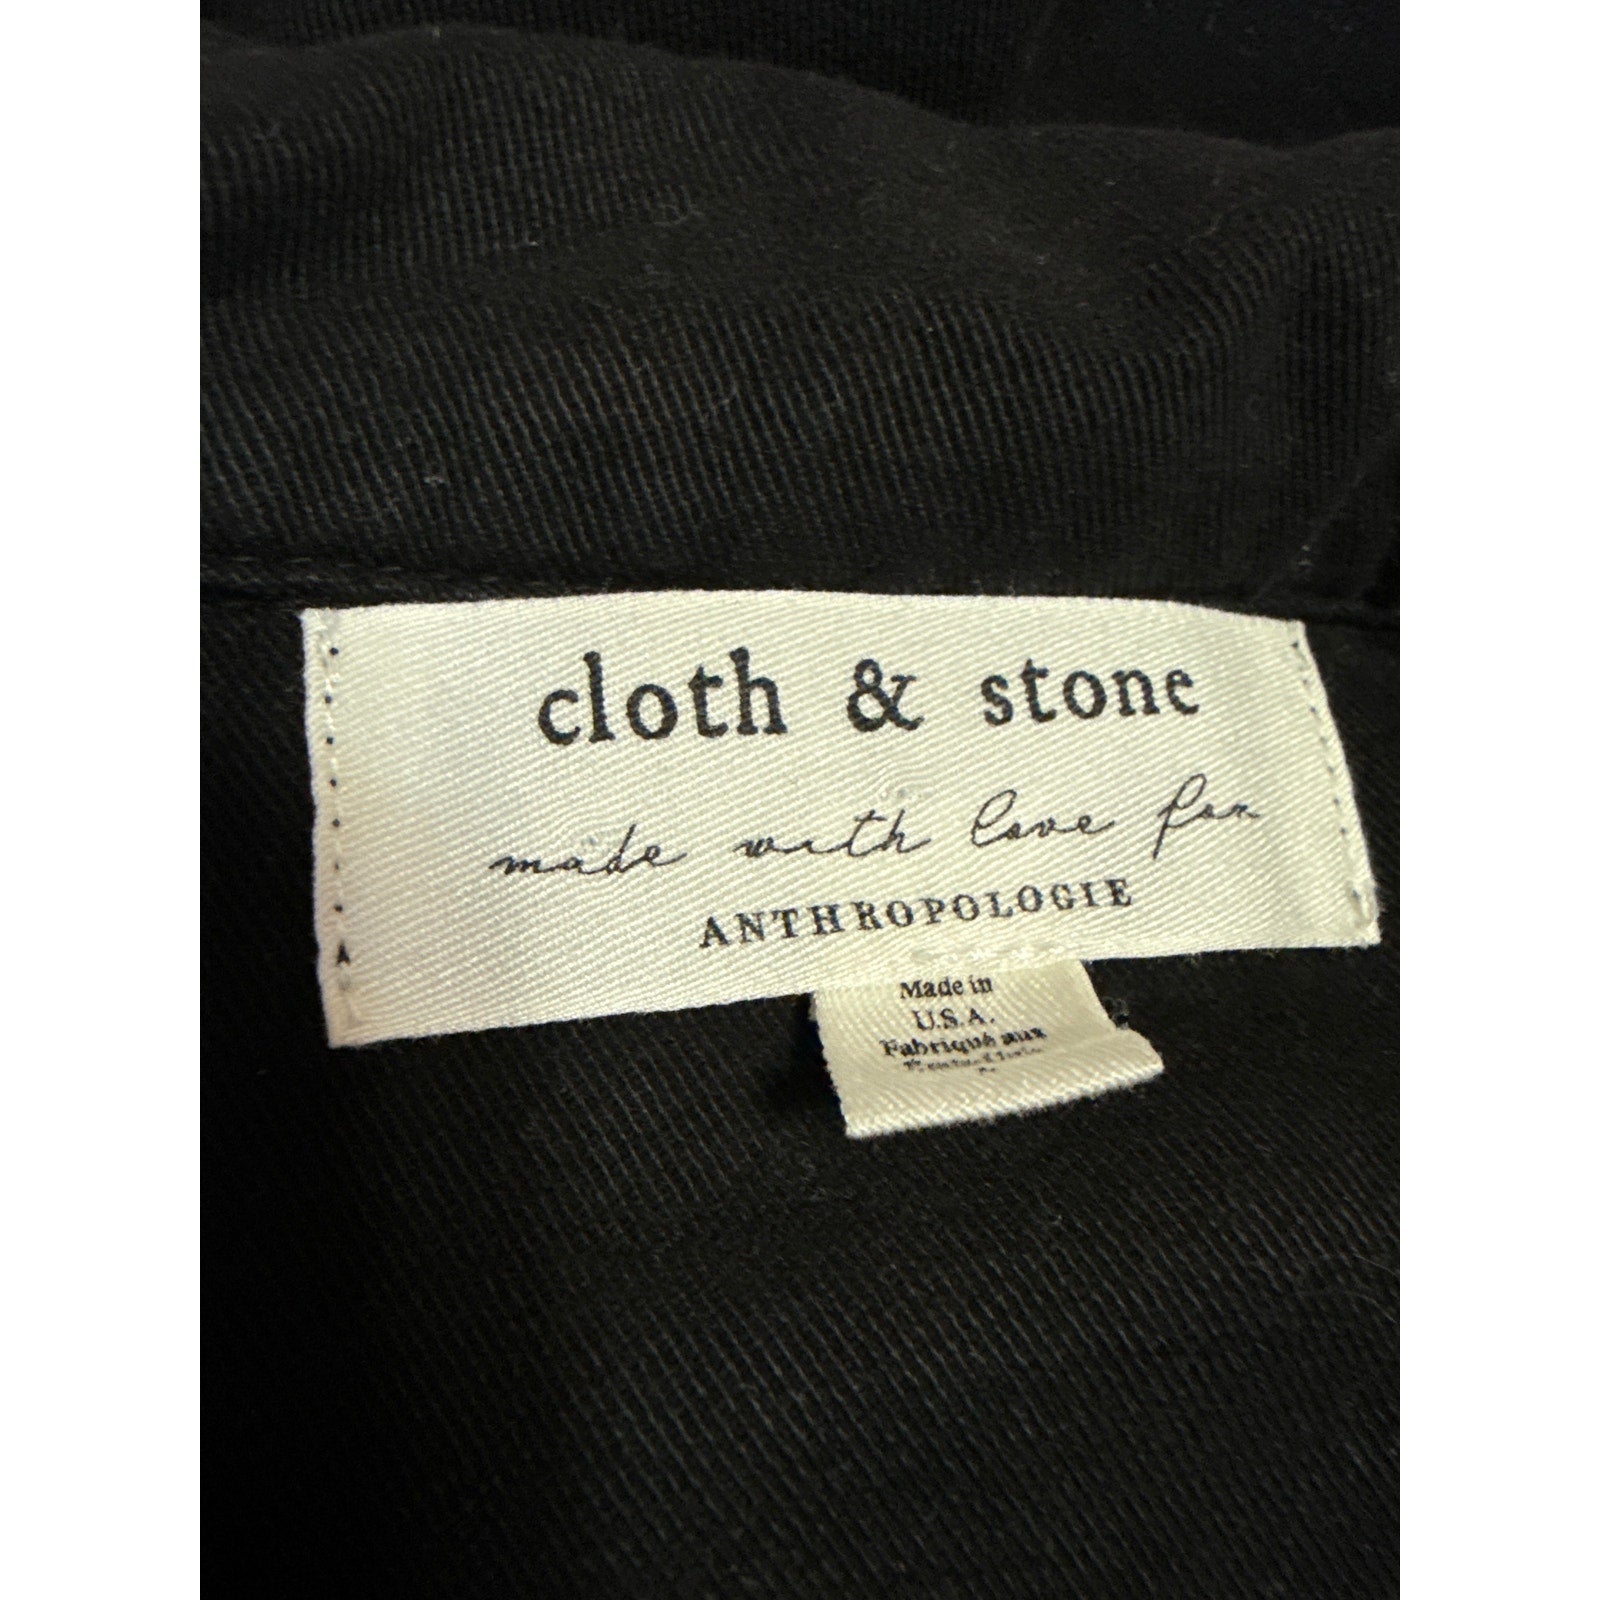 cloth & stone
made with love for
ANTHROPOLOGIE
Made in
U.S.A.
Fabriqué aux